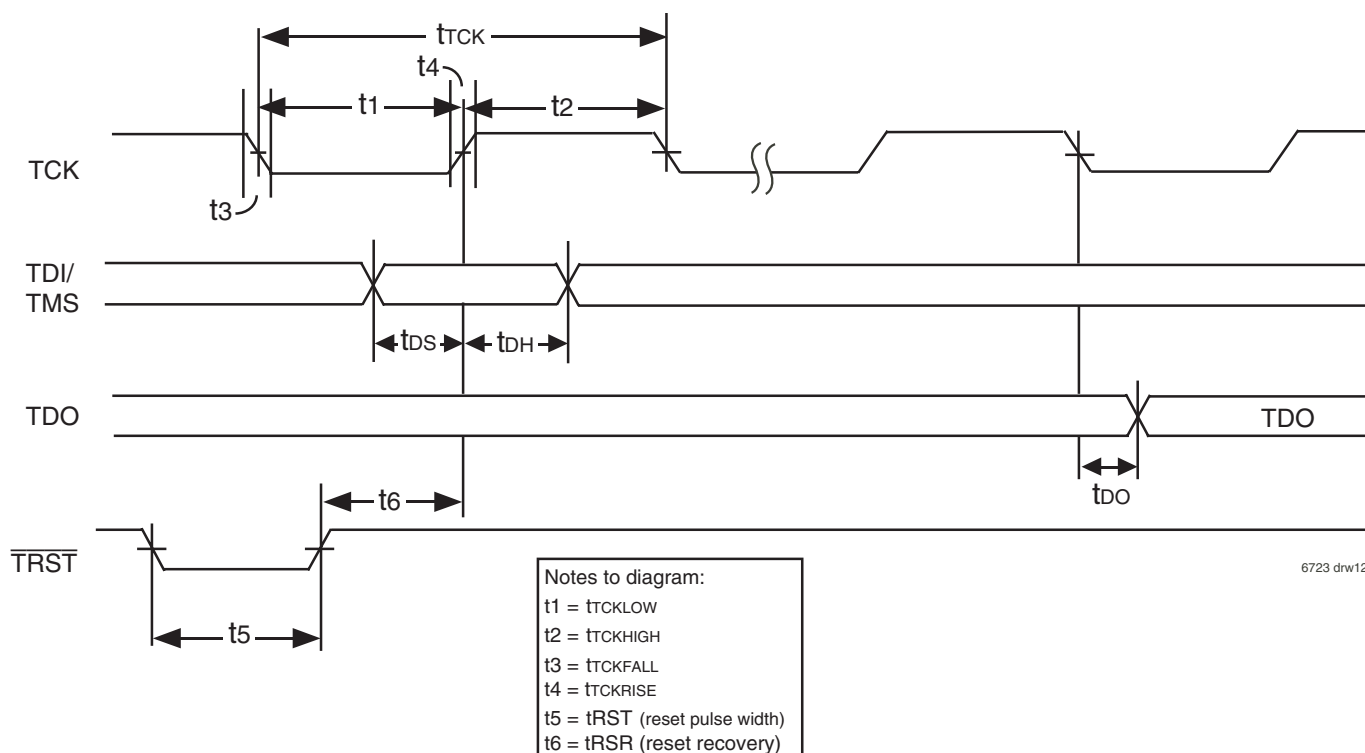 tTCK
t4
t1
t2
TCK
t3
TDI/
TMS
tDS
tDH
TDO
TDO
tDO
t6
TRST
t5
6723 drw12
Notes to diagram:
t1 = tTCKLOW
t2 = tTCKHIGH
t3 = tTCKFALL
t4 = tTCKRISE
t5 = tRST (reset pulse width)
t6 = tRSR (reset recovery)